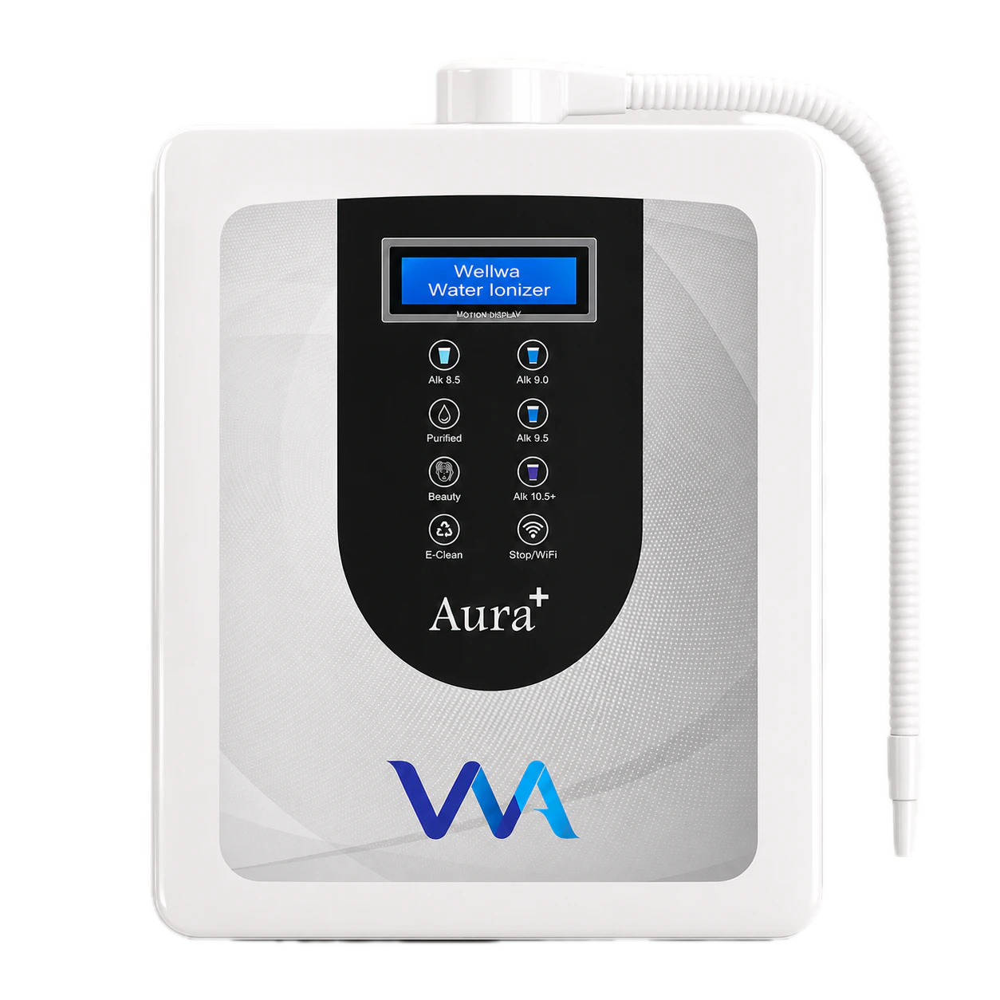 Wellwa
Water Ionizer
MOTION DISPLAY
Alk 8.5
Alk 9.0
Purified
Alk 9.5
Beauty
Alk 10.5+
E-Clean
Stop/WiFi
Aura+
WA